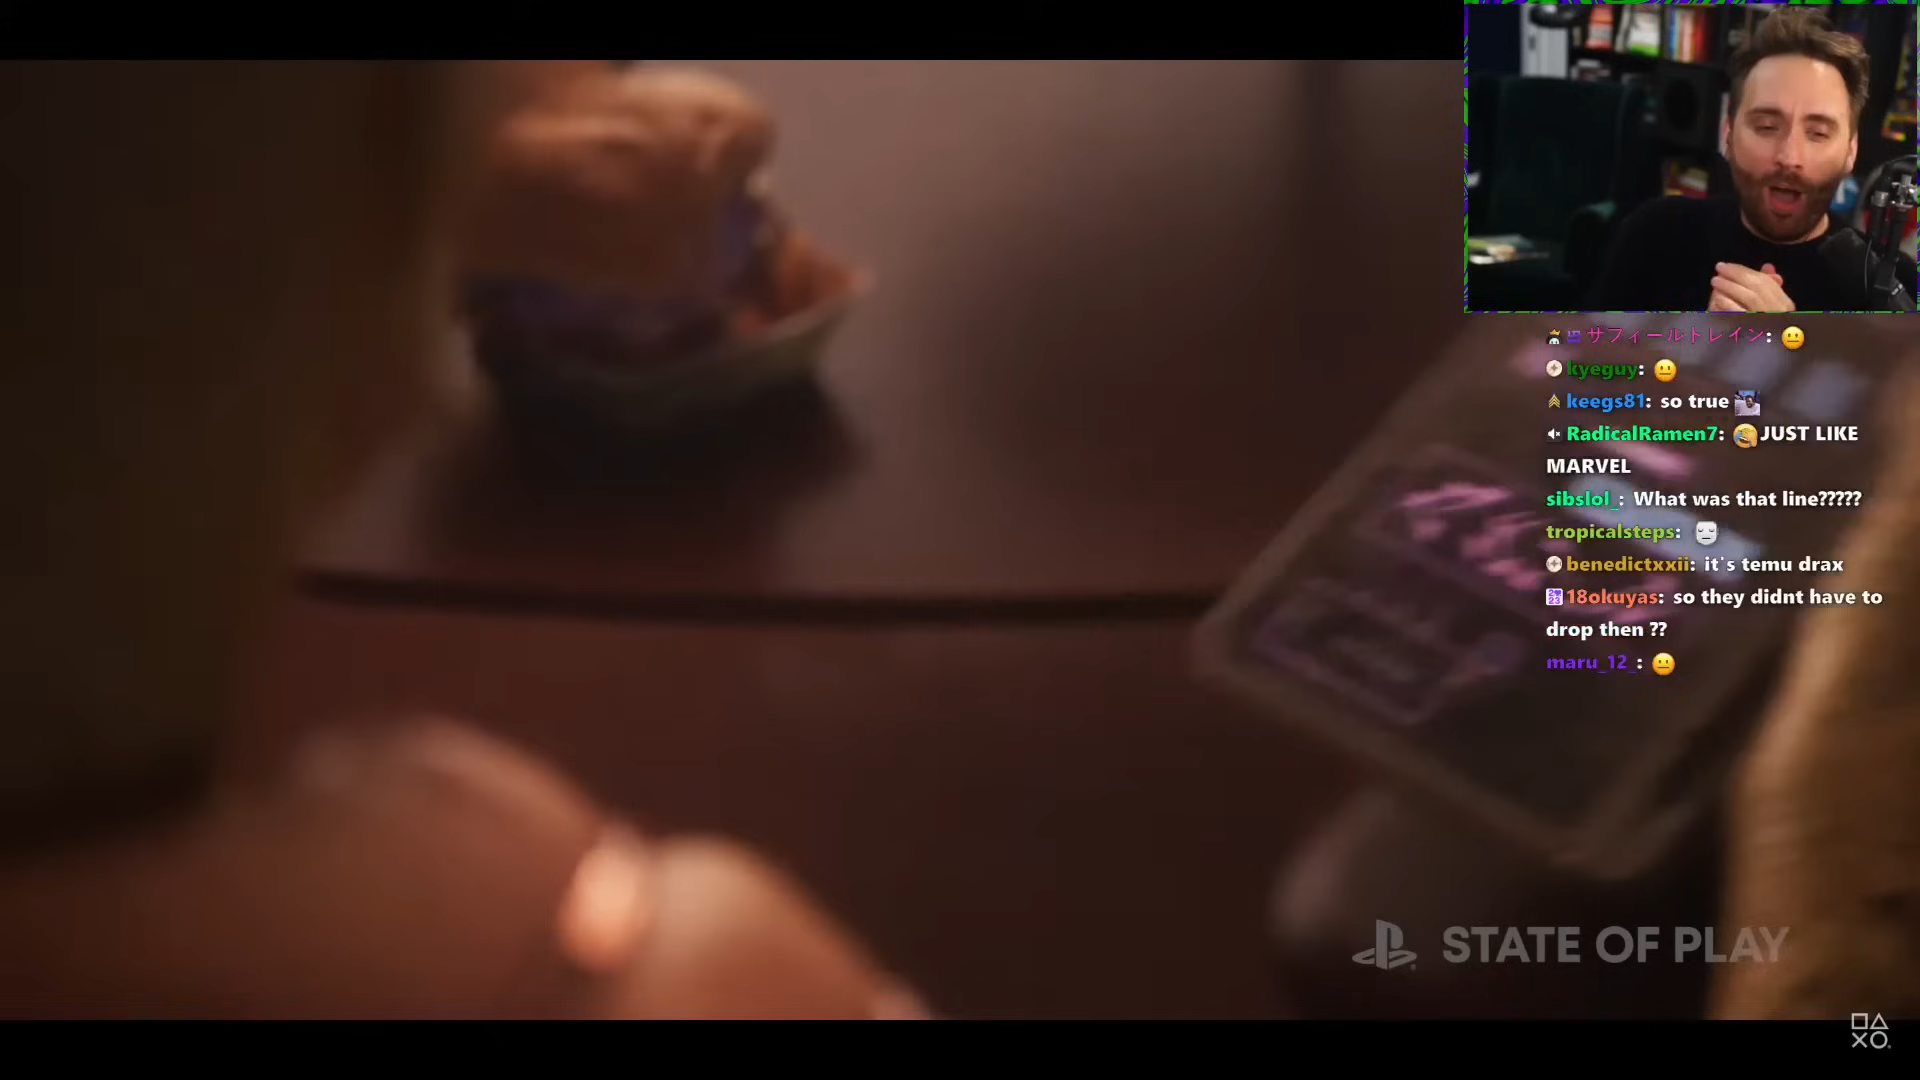 サフィールトレイン:
kyeguy:
keegs81: so true
RadicalRamen7: JUST LIKE
MARVEL
sibslol_: What was that line?????
tropicalsteps:
benedictxxii: it's temu drax
18okuyas: so they didnt have to
drop then ??
maru_12_:
STATE OF PLAY